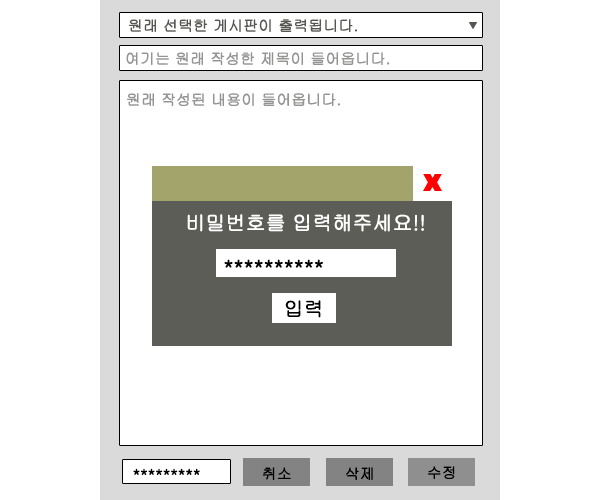 원래 선택한 게시판이 출력됩니다.
여기는 원래 작성한 제목이 들어옵니다.
원래 작성된 내용이 들어옵니다.
X
비밀번호를 입력해주세요!!
**********
입력
********* 취소 삭제 수정